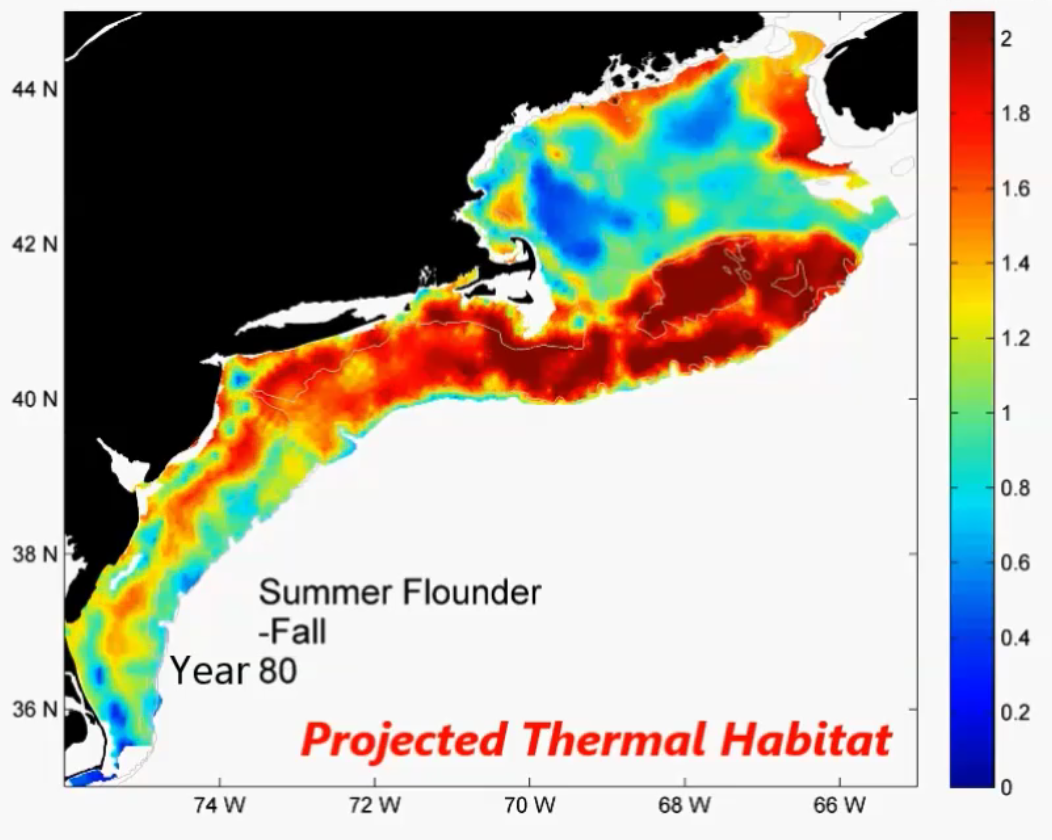 44 N
42 N
40 N
38 N
36 N
74 W
72 W
70 W
68 W
66 W
2
1.8
1.6
1.4
1.2
1
0.8
0.6
0.4
0.2
0
Summer Flounder
-Fall
Year 80
Projected Thermal Habitat